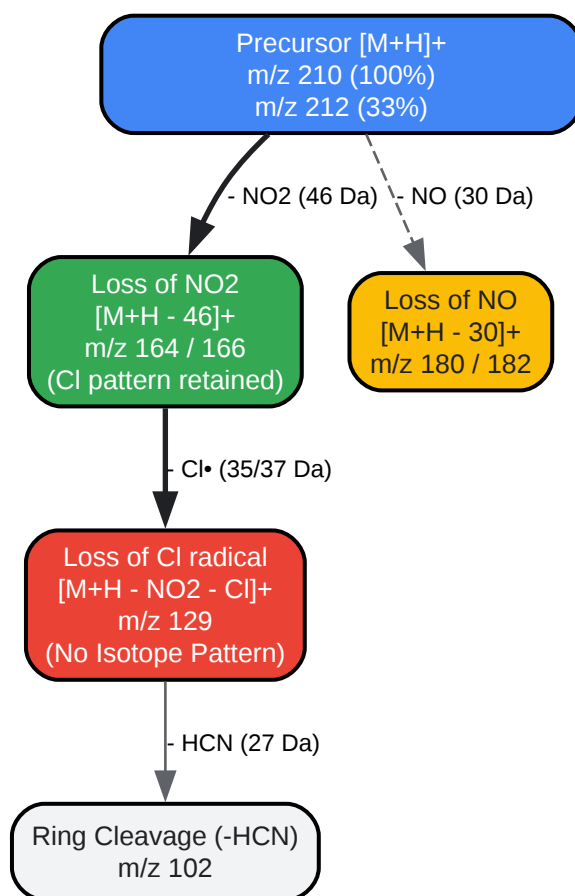 Precursor [M+H]+
m/z 210 (100%)
m/z 212 (33%)
- NO2 (46 Da)
- NO (30 Da)
Loss of NO2
[M+H - 46]+
m/z 164 / 166
(Cl pattern retained)
Loss of NO
[M+H - 30]+
m/z 180 / 182
- Cl• (35/37 Da)
Loss of Cl radical
[M+H - NO2 - Cl]+
m/z 129
(No Isotope Pattern)
- HCN (27 Da)
Ring Cleavage (-HCN)
m/z 102